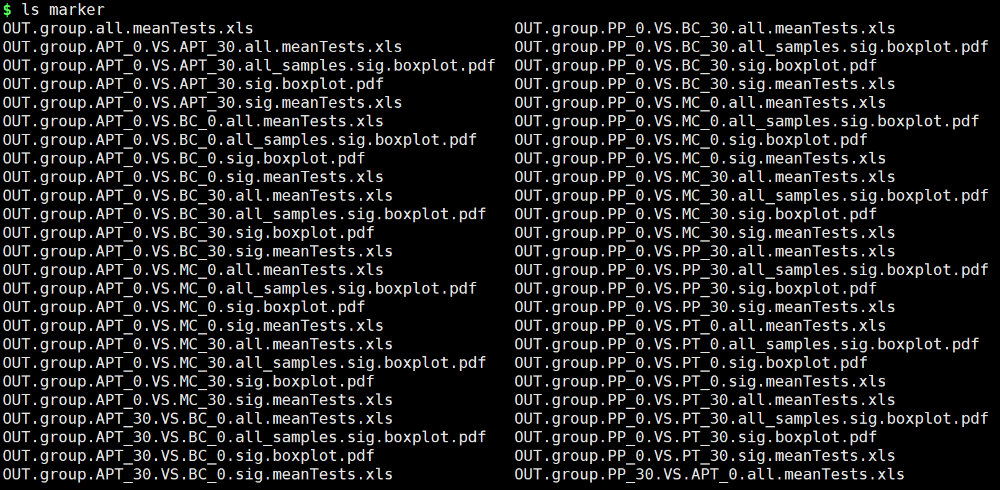 $ ls marker
OUT.group.all.meanTests.xls OUT.group.PP_0.VS.BC_30.all.meanTests.xls
OUT.group.APT_0.VS.APT_30.all.meanTests.xls OUT.group.PP_0.VS.BC_30.all_samples.sig.boxplot.pdf
OUT.group.APT_0.VS.APT_30.all_samples.sig.boxplot.pdf OUT.group.PP_0.VS.BC_30.sig.boxplot.pdf
OUT.group.APT_0.VS.APT_30.sig.boxplot.pdf OUT.group.PP_0.VS.BC_30.sig.meanTests.xls
OUT.group.APT_0.VS.APT_30.sig.meanTests.xls OUT.group.PP_0.VS.MC_0.all.meanTests.xls
OUT.group.APT_0.VS.BC_0.all.meanTests.xls OUT.group.PP_0.VS.MC_0.all_samples.sig.boxplot.pdf
OUT.group.APT_0.VS.BC_0.all_samples.sig.boxplot.pdf OUT.group.PP_0.VS.MC_0.sig.boxplot.pdf
OUT.group.APT_0.VS.BC_0.sig.boxplot.pdf OUT.group.PP_0.VS.MC_0.sig.meanTests.xls
OUT.group.APT_0.VS.BC_0.sig.meanTests.xls OUT.group.PP_0.VS.MC_30.all.meanTests.xls
OUT.group.APT_0.VS.BC_30.all.meanTests.xls OUT.group.PP_0.VS.MC_30.all_samples.sig.boxplot.pdf
OUT.group.APT_0.VS.BC_30.all_samples.sig.boxplot.pdf OUT.group.PP_0.VS.MC_30.sig.boxplot.pdf
OUT.group.APT_0.VS.BC_30.sig.boxplot.pdf OUT.group.PP_0.VS.MC_30.sig.meanTests.xls
OUT.group.APT_0.VS.BC_30.sig.meanTests.xls OUT.group.PP_0.VS.PP_30.all.meanTests.xls
OUT.group.APT_0.VS.MC_0.all.meanTests.xls OUT.group.PP_0.VS.PP_30.all_samples.sig.boxplot.pdf
OUT.group.APT_0.VS.MC_0.all_samples.sig.boxplot.pdf OUT.group.PP_0.VS.PP_30.sig.boxplot.pdf
OUT.group.APT_0.VS.MC_0.sig.boxplot.pdf OUT.group.PP_0.VS.PP_30.sig.meanTests.xls
OUT.group.APT_0.VS.MC_0.sig.meanTests.xls OUT.group.PP_0.VS.PT_0.all.meanTests.xls
OUT.group.APT_0.VS.MC_30.all.meanTests.xls OUT.group.PP_0.VS.PT_0.all_samples.sig.boxplot.pdf
OUT.group.APT_0.VS.MC_30.all_samples.sig.boxplot.pdf OUT.group.PP_0.VS.PT_0.sig.boxplot.pdf
OUT.group.APT_0.VS.MC_30.sig.boxplot.pdf OUT.group.PP_0.VS.PT_0.sig.meanTests.xls
OUT.group.APT_0.VS.MC_30.sig.meanTests.xls OUT.group.PP_0.VS.PT_30.all.meanTests.xls
OUT.group.APT_30.VS.BC_0.all.meanTests.xls OUT.group.PP_0.VS.PT_30.all_samples.sig.boxplot.pdf
OUT.group.APT_30.VS.BC_0.all_samples.sig.boxplot.pdf OUT.group.PP_0.VS.PT_30.sig.boxplot.pdf
OUT.group.APT_30.VS.BC_0.sig.boxplot.pdf OUT.group.PP_0.VS.PT_30.sig.meanTests.xls
OUT.group.APT_30.VS.BC_0.sig.meanTests.xls OUT.group.PP_30.VS.APT_0.all.meanTests.xls